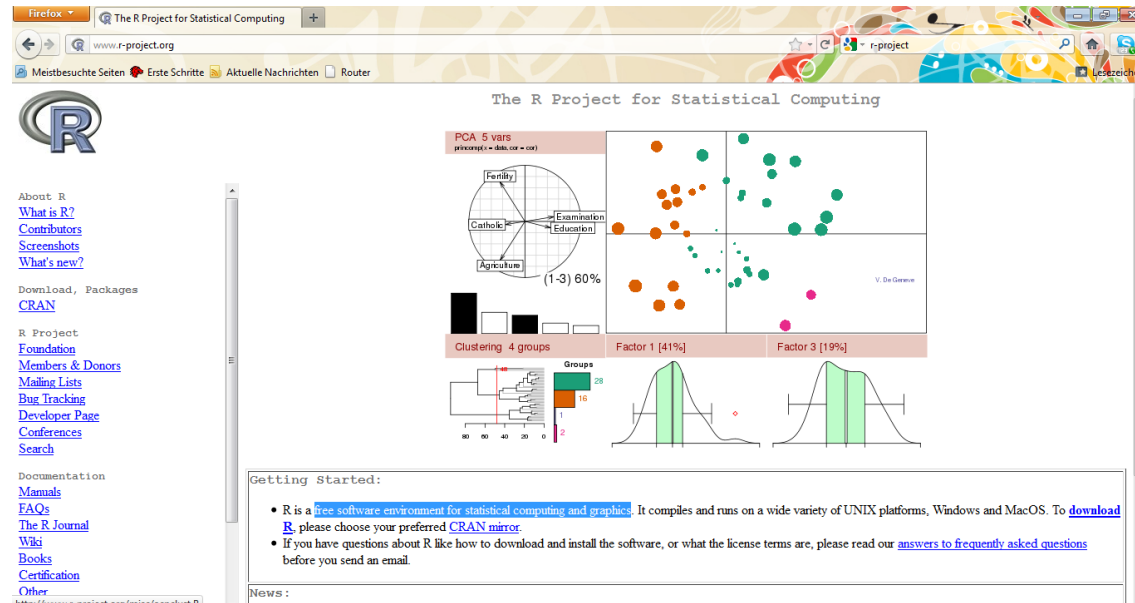 Firefox
The R Project for Statistical Computing
www.r-project.org
r-project
Meistbesuchte Seiten Erste Schritte Aktuelle Nachrichten Router
Lesezeich
R
The R Project for Statistical Computing
About R
What is R?
Contributors
Screenshots
What's new?
Download, Packages
CRAN
R Project
Foundation
Members & Donors
Mailing Lists
Bug Tracking
Developer Page
Conferences
Search
Documentation
Manuals
FAQs
The R Journal
Wiki
Books
Certification
Other
PCA 5 vars
princomp(x = data, cor = cor)
Fertility
Catholic
Examination
Education
Agriculture
(1-3) 60%
V. De Geneve
Clustering 4 groups
Factor 1 [41%]
Factor 3 [19%]
Groups
28
16
1
2
80 60 40 20 0
Getting Started:
R is a free software environment for statistical computing and graphics. It compiles and runs on a wide variety of UNIX platforms, Windows and MacOS. To download
R, please choose your preferred CRAN mirror.
If you have questions about R like how to download and install the software, or what the license terms are, please read our answers to frequently asked questions
before you send an email.
News: